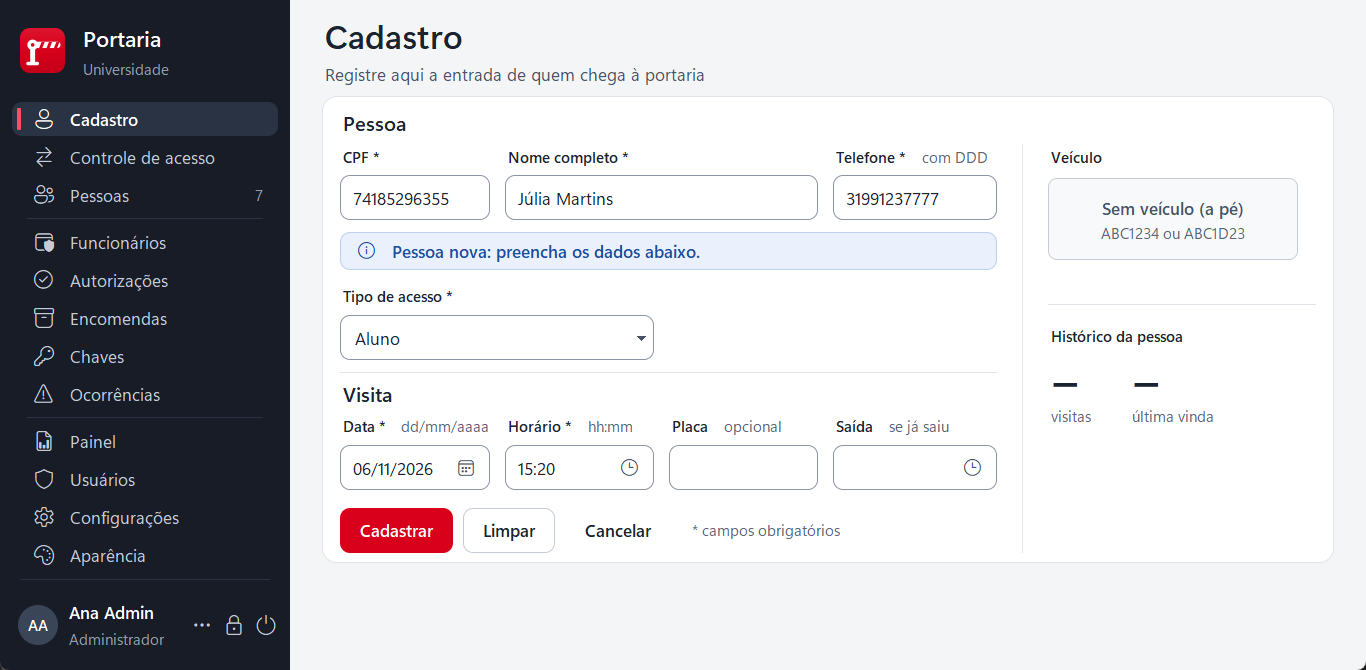 Portaria
Universidade
Cadastro
Controle de acesso
Pessoas 7
Funcionários
Autorizações
Encomendas
Chaves
Ocorrências
Painel
Usuários
Configurações
Aparência
AA
Ana Admin
Administrador
Cadastro
Registre aqui a entrada de quem chega à portaria
Pessoa
CPF * Nome completo * Telefone * com DDD
74185296355 Júlia Martins 31991237777
Pessoa nova: preencha os dados abaixo.
Tipo de acesso *
Aluno
Visita
Data * dd/mm/aaaa Horário * hh:mm Placa opcional Saída se já saiu
06/11/2026 15:20
Cadastrar Limpar Cancelar * campos obrigatórios
Veículo
Sem veículo (a pé)
ABC1234 ou ABC1D23
Histórico da pessoa
— —
visitas última vinda